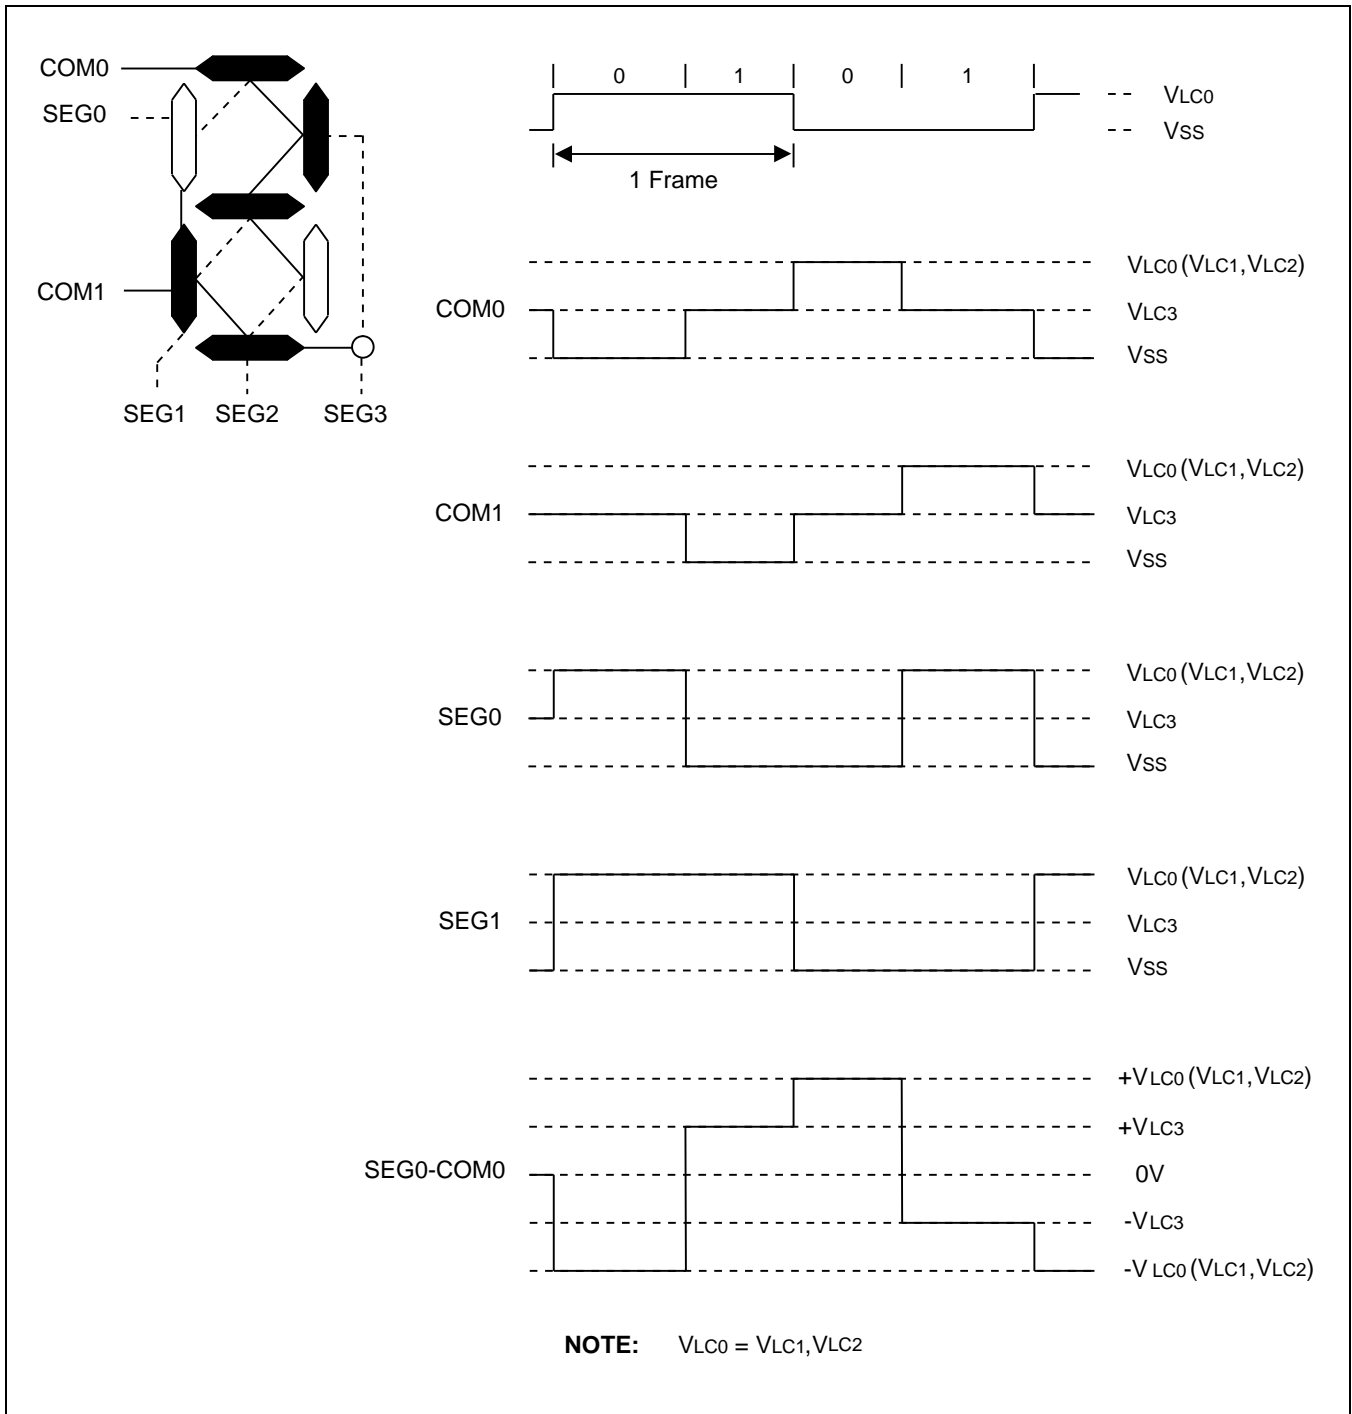 COM0
SEG0
COM1
SEG1 SEG2 SEG3
0 1 0 1
VLC0
VSS
1 Frame
COM0
VLC0 (VLC1,VLC2)
VLC3
VSS
COM1
VLC0 (VLC1,VLC2)
VLC3
VSS
SEG0
VLC0 (VLC1,VLC2)
VLC3
VSS
SEG1
VLC0 (VLC1,VLC2)
VLC3
VSS
SEG0-COM0
+VLC0 (VLC1,VLC2)
+VLC3
0V
-VLC3
-VLC0 (VLC1,VLC2)
NOTE: VLC0 = VLC1,VLC2